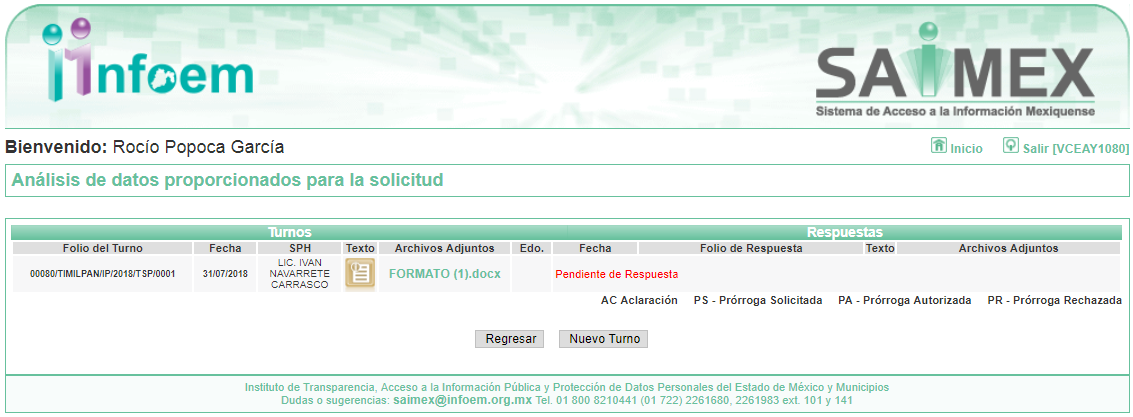 infoem
SAIMEX
Sistema de Acceso a la Información Mexiquense
Bienvenido: Rocío Popoca García
Inicio Salir [VCEAY1080]
Análisis de datos proporcionados para la solicitud
Turnos Respuestas
Folio del Turno Fecha SPH Texto Archivos Adjuntos Edo. Fecha Folio de Respuesta Texto Archivos Adjuntos
00080/TIMILPAN/IP/2018/TSP/0001 31/07/2018 LIC. IVAN NAVARRETE CARRASCO FORMATO (1).docx Pendiente de Respuesta
AC Aclaración PS - Prórroga Solicitada PA - Prórroga Autorizada PR - Prórroga Rechazada
Regresar Nuevo Turno
Instituto de Transparencia, Acceso a la Información Pública y Protección de Datos Personales del Estado de México y Municipios
Dudas o sugerencias: saimex@infoem.org.mx Tel. 01 800 8210441 (01 722) 2261680, 2261983 ext. 101 y 141